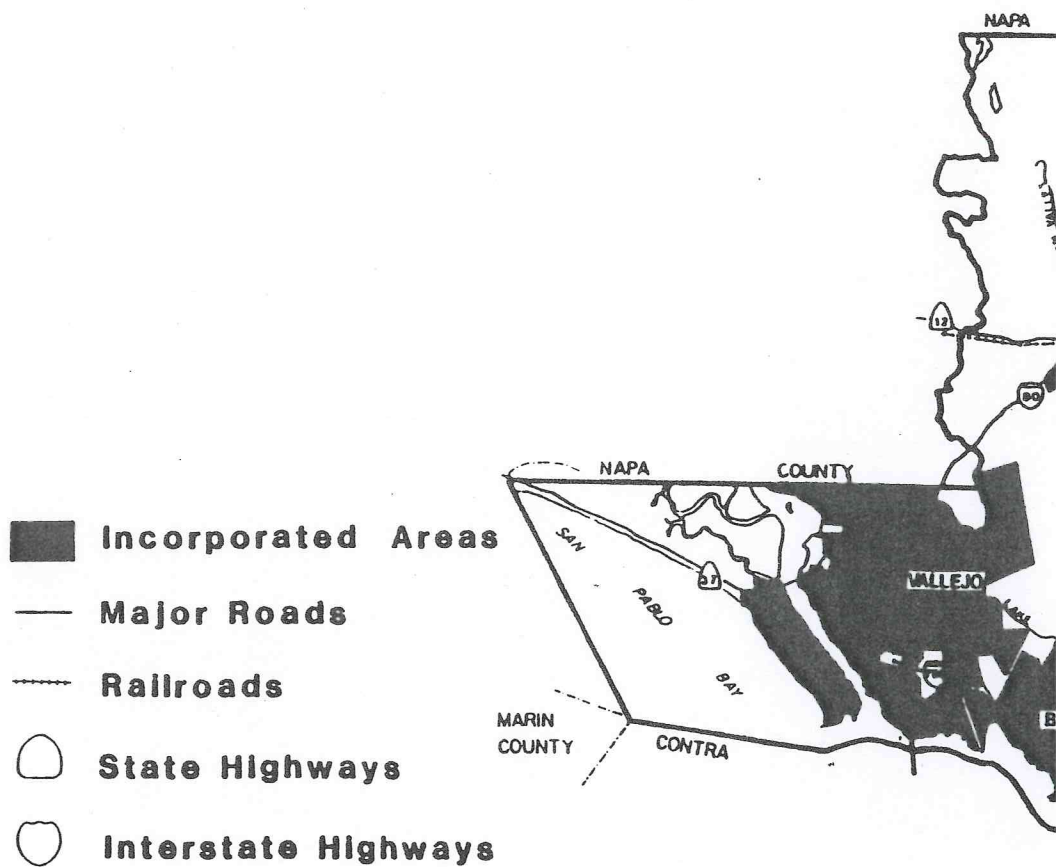 NAPA
12
80
NAPA COUNTY
SAN
PABLO
BAY
37
VALLEJO
LAKE
B
MARIN
COUNTY
CONTRA
Incorporated Areas
Major Roads
Railroads
State Highways
Interstate Highways